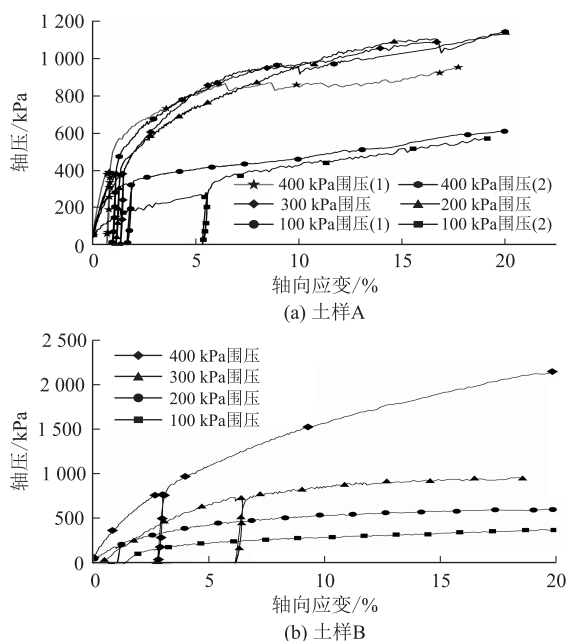 1 200
1 000
800
600
400
200
0
轴压/kPa
400 kPa围压(1)
400 kPa围压(2)
300 kPa围压
200 kPa围压
100 kPa围压(1)
100 kPa围压(2)
0
5
10
15
20
轴向应变/%
(a) 土样A
2 500
2 000
1 500
1 000
500
0
轴压/kPa
400 kPa围压
300 kPa围压
200 kPa围压
100 kPa围压
0
5
10
15
20
轴向应变/%
(b) 土样B